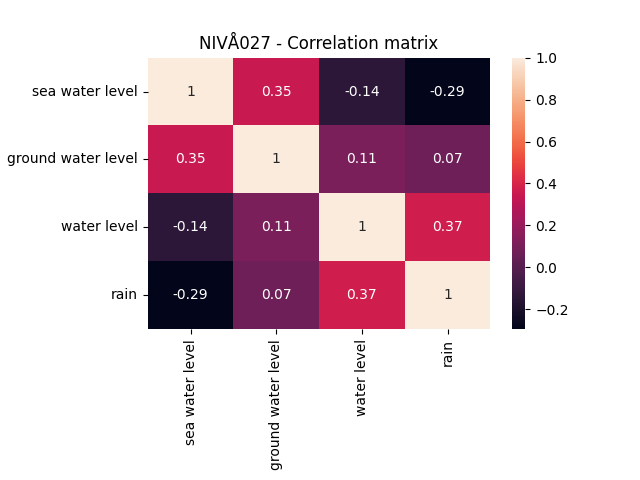 NIVÅ027 - Correlation matrix
sea water level 1 0.35 -0.14 -0.29
ground water level 0.35 1 0.11 0.07
water level -0.14 0.11 1 0.37
rain -0.29 0.07 0.37 1
sea water level
ground water level
water level
rain
1.0
0.8
0.6
0.4
0.2
0.0
−0.2